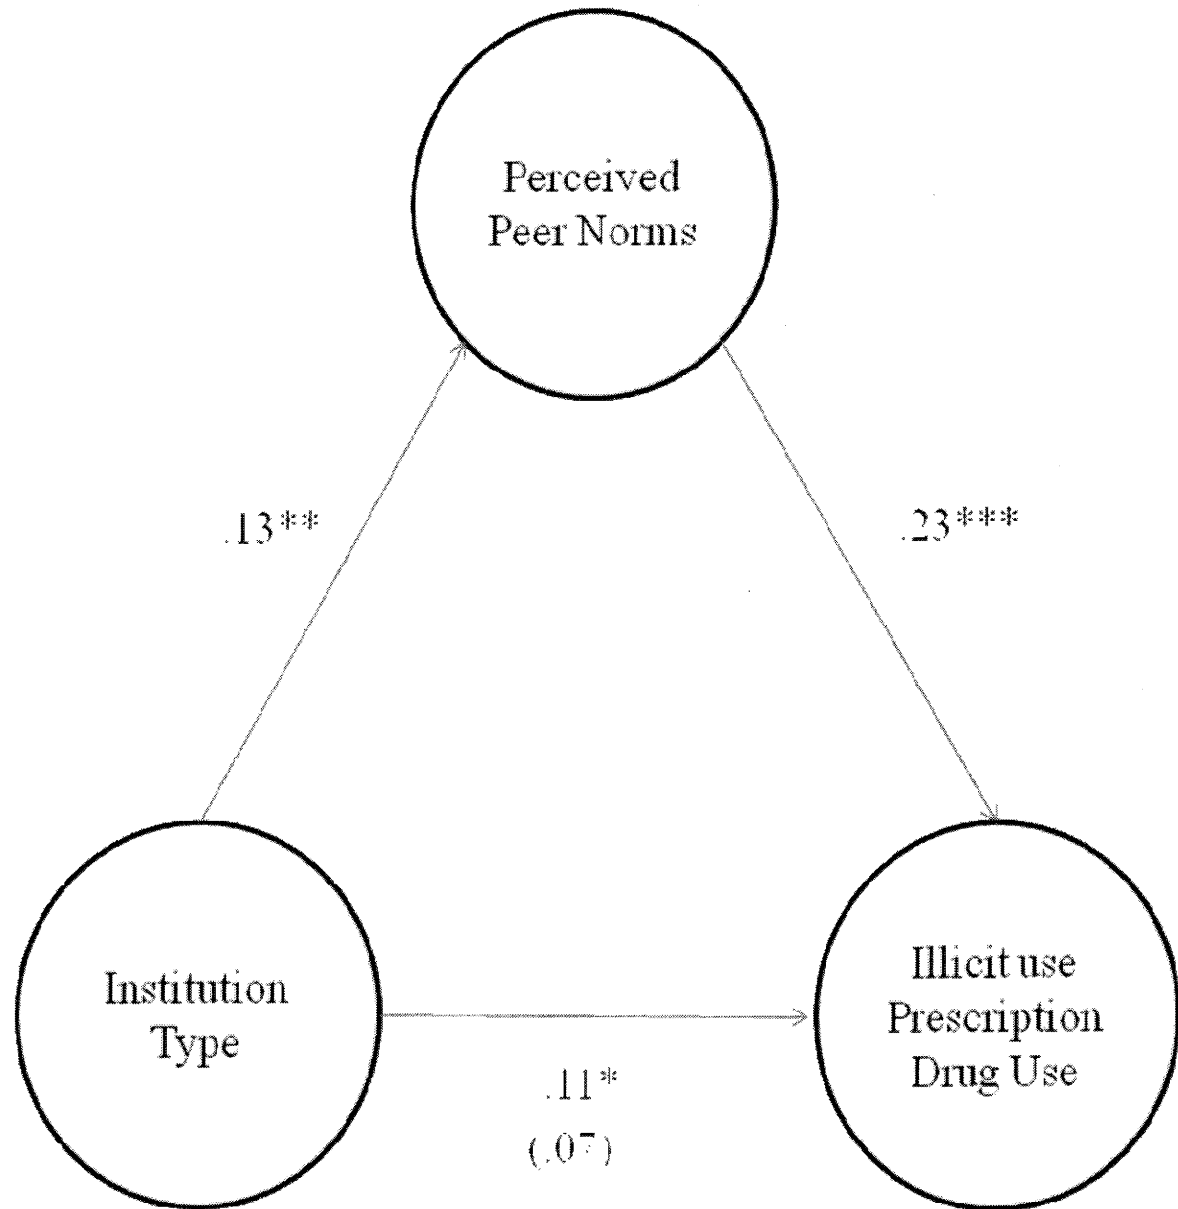 Perceived
Peer Norms
.13**
.23***
Institution
Type
Illicit use
Prescription
Drug Use
.11*
(.07)